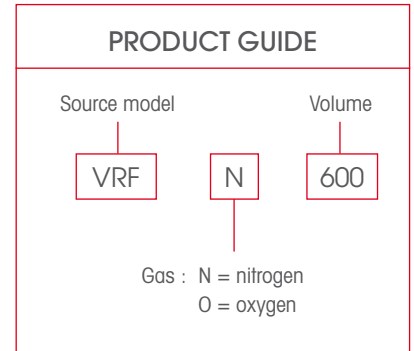 PRODUCT GUIDE
Source model Volume
VRF N 600
Gas : N = nitrogen
O = oxygen